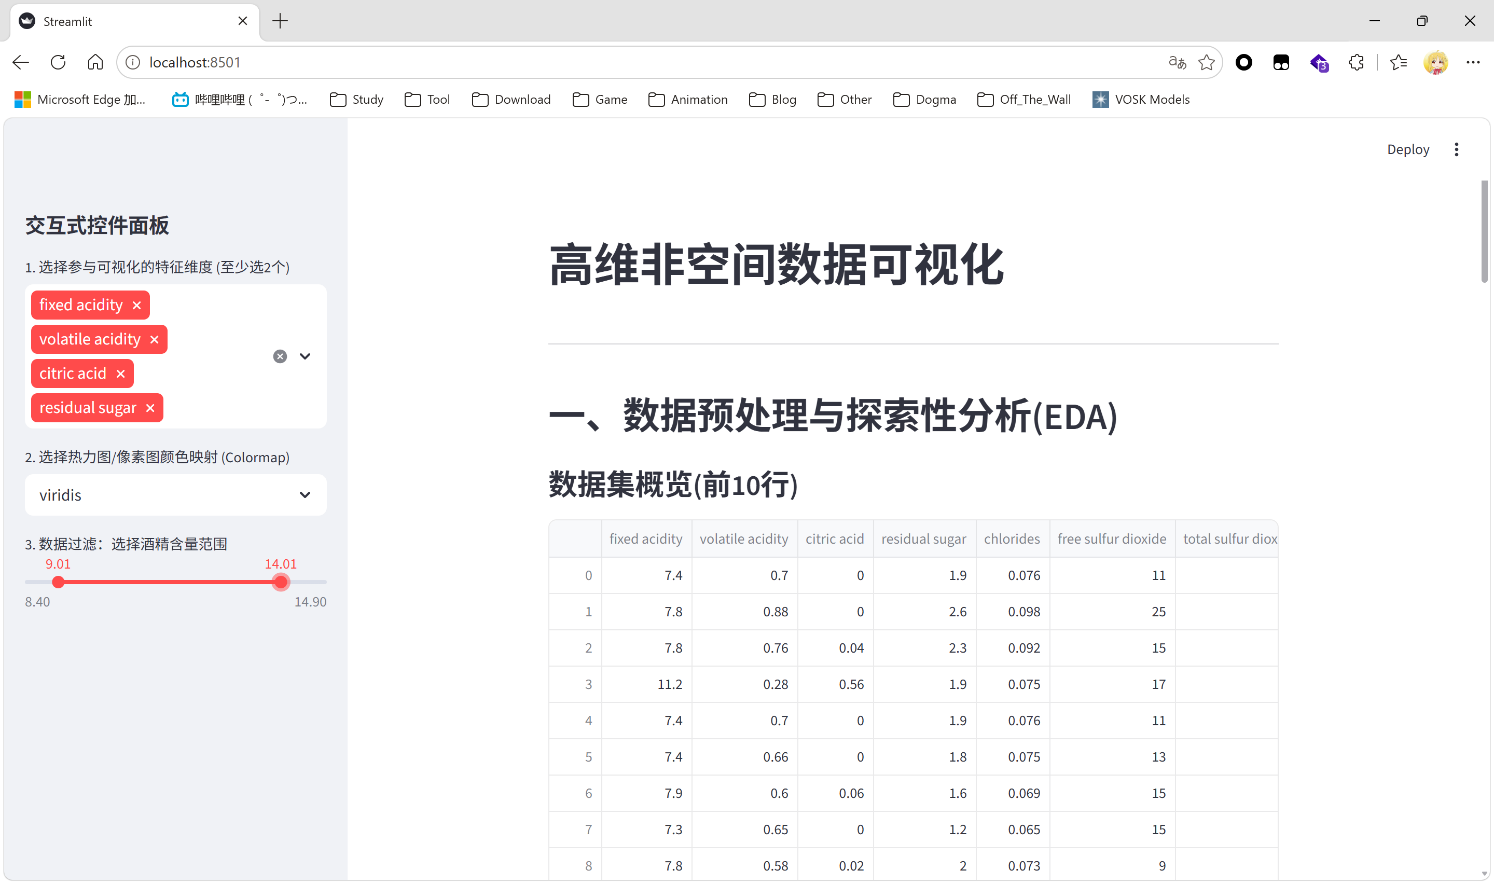 Streamlit
localhost:8501
Microsoft Edge 加...
哔哩哔哩 (゜-゜)つ...
Study
Tool
Download
Game
Animation
Blog
Other
Dogma
Off_The_Wall
VOSK Models
Deploy
交互式控件面板
1. 选择参与可视化的特征维度 (至少选2个)
fixed acidity
volatile acidity
citric acid
residual sugar
2. 选择热力图/像素图颜色映射 (Colormap)
viridis
3. 数据过滤：选择酒精含量范围
9.01 14.01
8.40 14.90
高维非空间数据可视化
一、数据预处理与探索性分析(EDA)
数据集概览(前10行)
fixed acidity volatile acidity citric acid residual sugar chlorides free sulfur dioxide total sulfur diox
0 7.4 0.7 0 1.9 0.076 11
1 7.8 0.88 0 2.6 0.098 25
2 7.8 0.76 0.04 2.3 0.092 15
3 11.2 0.28 0.56 1.9 0.075 17
4 7.4 0.7 0 1.9 0.076 11
5 7.4 0.66 0 1.8 0.075 13
6 7.9 0.6 0.06 1.6 0.069 15
7 7.3 0.65 0 1.2 0.065 15
8 7.8 0.58 0.02 2 0.073 9